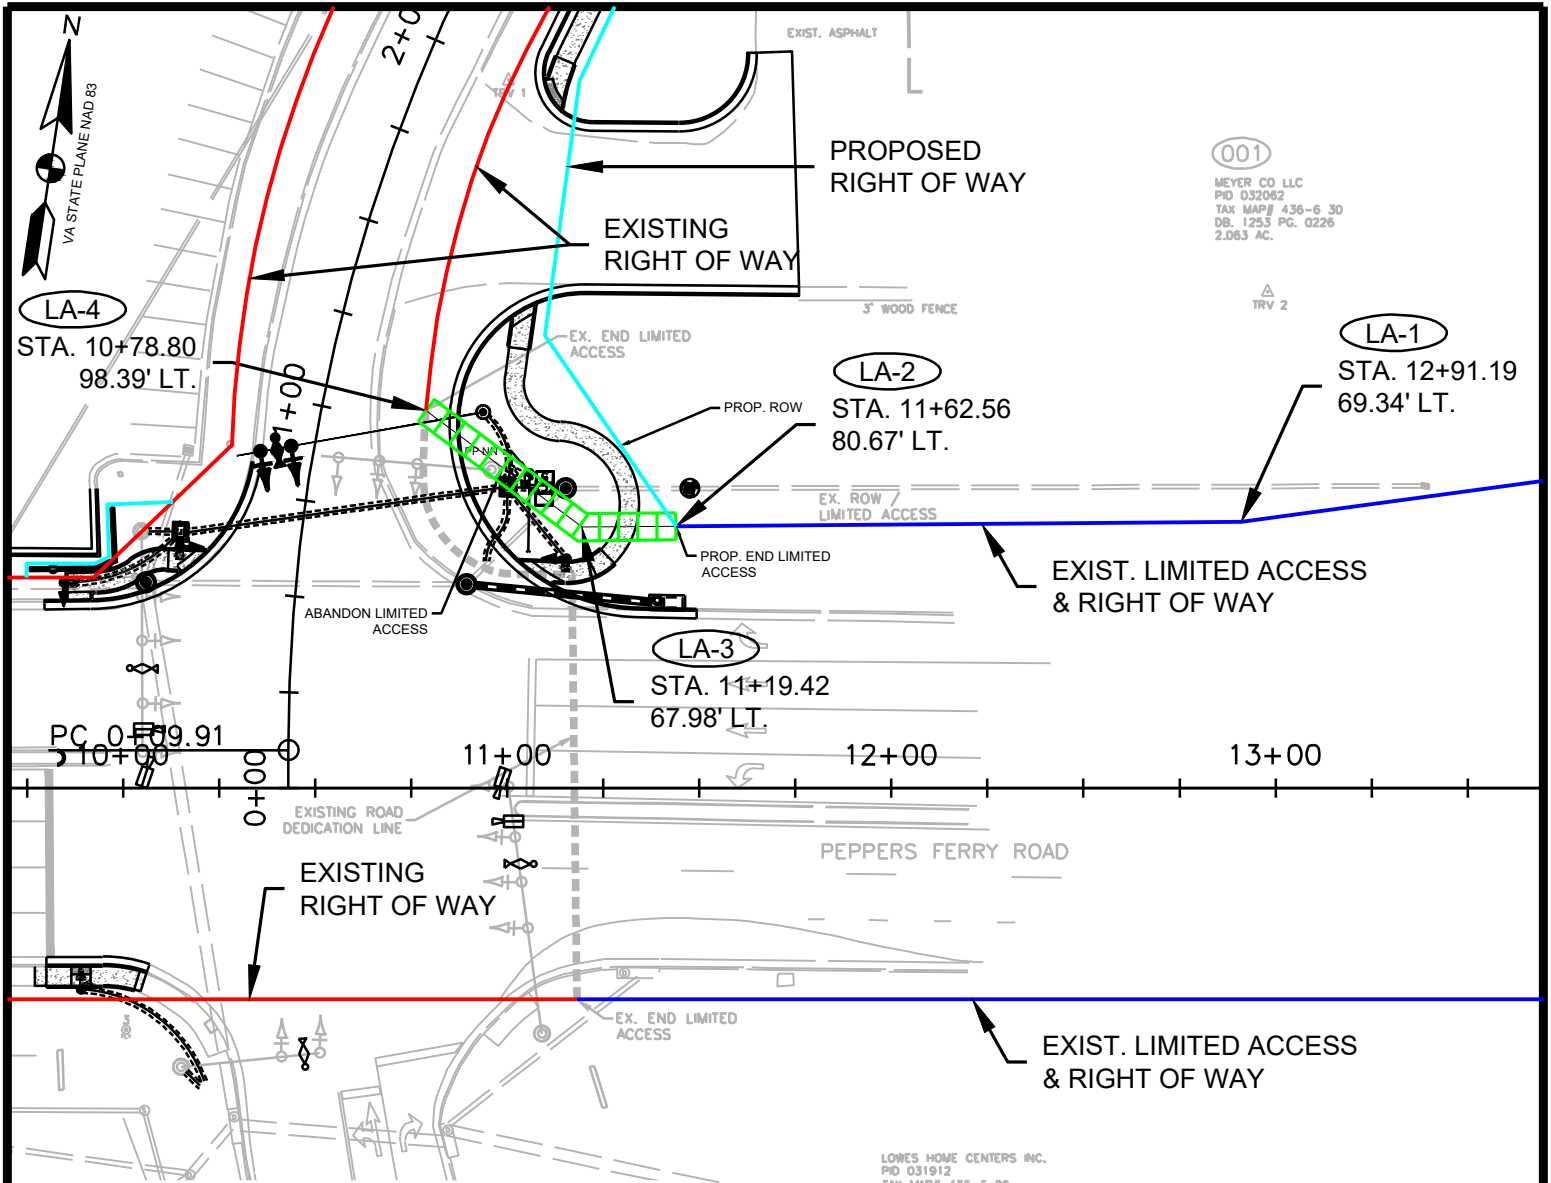 N
VA STATE PLANE NAD 83
2+0
EXIST. ASPHALT
TRV 1
PROPOSED
RIGHT OF WAY
001
MEYER CO LLC
PID 032062
TAX MAP# 436-6 30
DB. 1253 PG. 0226
2.063 AC.
EXISTING
RIGHT OF WAY
TRV 2
3' WOOD FENCE
LA-4
STA. 10+78.80
98.39' LT.
EX. END LIMITED
ACCESS
LA-1
STA. 12+91.19
69.34' LT.
LA-2
STA. 11+62.56
80.67' LT.
1+00
PROP. ROW
EX. ROW /
LIMITED ACCESS
PROP. END LIMITED
ACCESS
EXIST. LIMITED ACCESS
& RIGHT OF WAY
ABANDON LIMITED
ACCESS
LA-3
STA. 11+19.42
67.98' LT.
PC 0+09.91
10+00
11+00
12+00
13+00
0+00
EXISTING ROAD
DEDICATION LINE
PEPPERS FERRY ROAD
EXISTING
RIGHT OF WAY
EX. END LIMITED
ACCESS
EXIST. LIMITED ACCESS
& RIGHT OF WAY
LOWES HOME CENTERS INC.
PID 031912